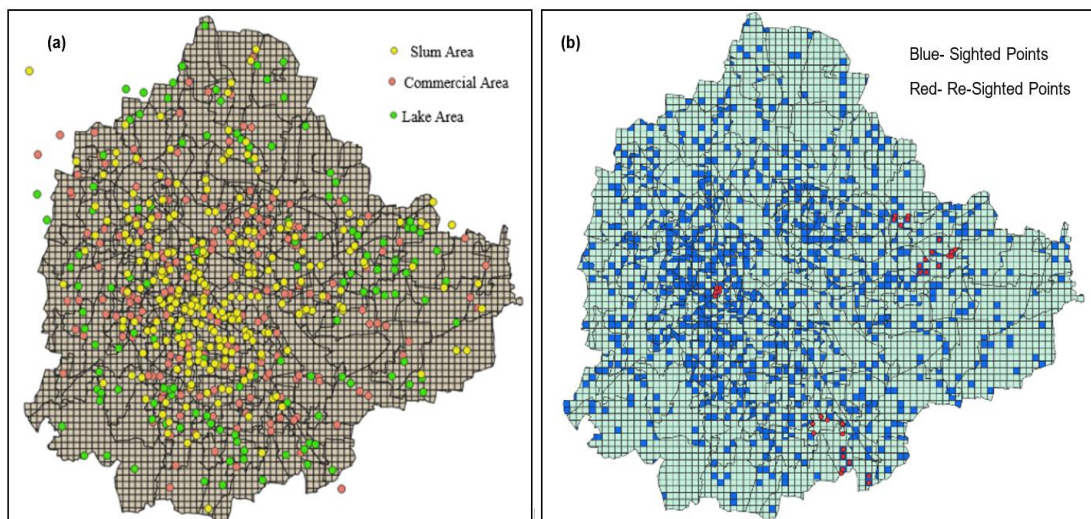 (a)
Slum Area
Commercial Area
Lake Area
(b)
Blue- Sighted Points
Red- Re-Sighted Points